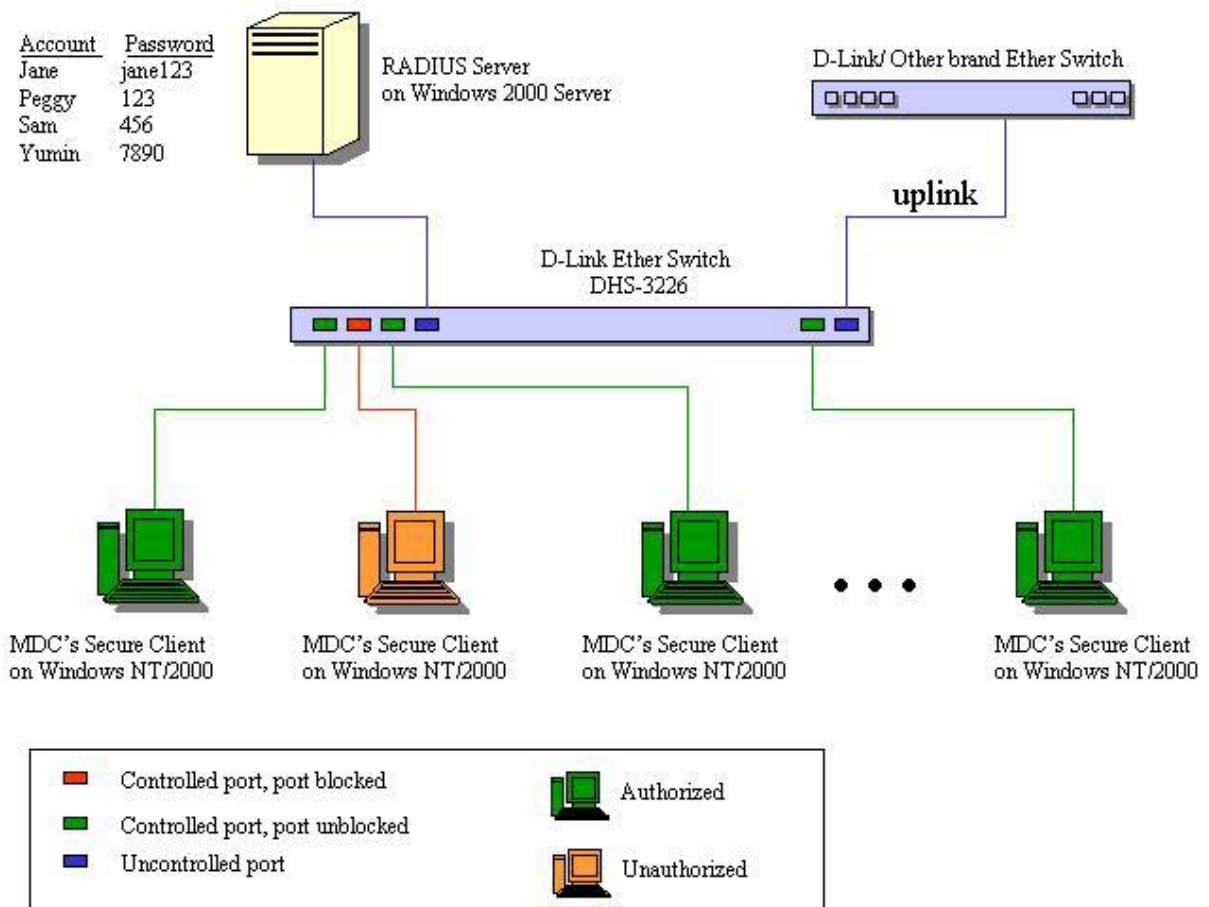 Account Password
Jane jane123
Peggy 123
Sam 456
Yumin 7890
RADIUS Server
on Windows 2000 Server
D-Link/ Other brand Ether Switch
uplink
D-Link Ether Switch
DHS-3226
MDC's Secure Client
on Windows NT/2000
MDC's Secure Client
on Windows NT/2000
MDC's Secure Client
on Windows NT/2000
MDC's Secure Client
on Windows NT/2000
Controlled port, port blocked
Controlled port, port unblocked
Uncontrolled port
Authorized
Unauthorized